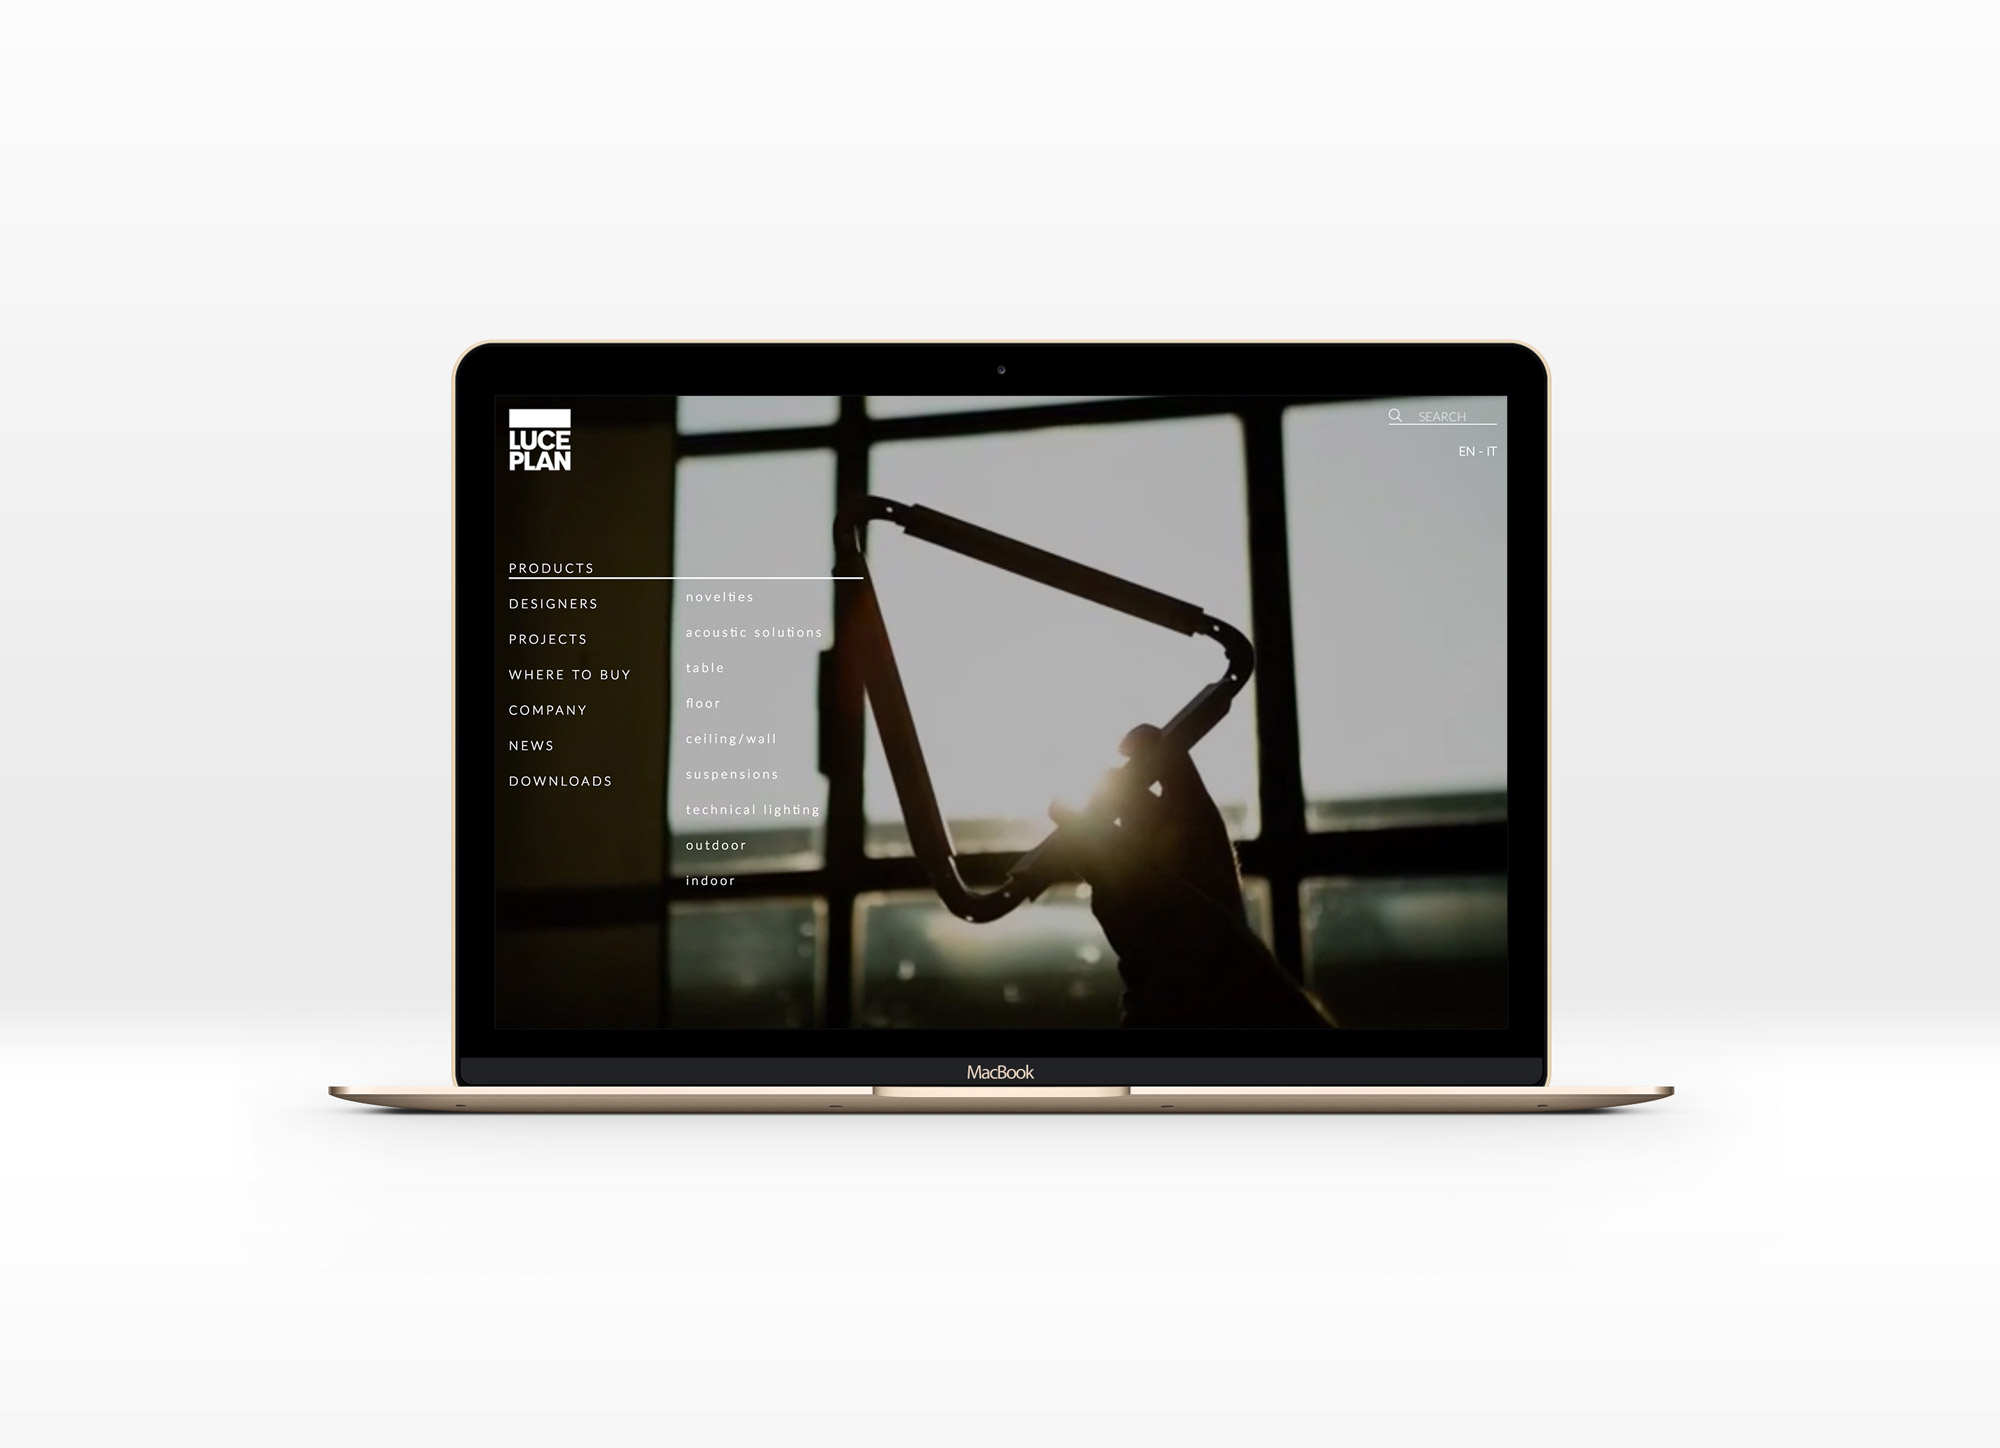 LUCE
PLAN
SEARCH
EN - IT
PRODUCTS
DESIGNERS
PROJECTS
WHERE TO BUY
COMPANY
NEWS
DOWNLOADS
novelties
acoustic solutions
table
floor
ceiling/wall
suspensions
technical lighting
outdoor
indoor
MacBook